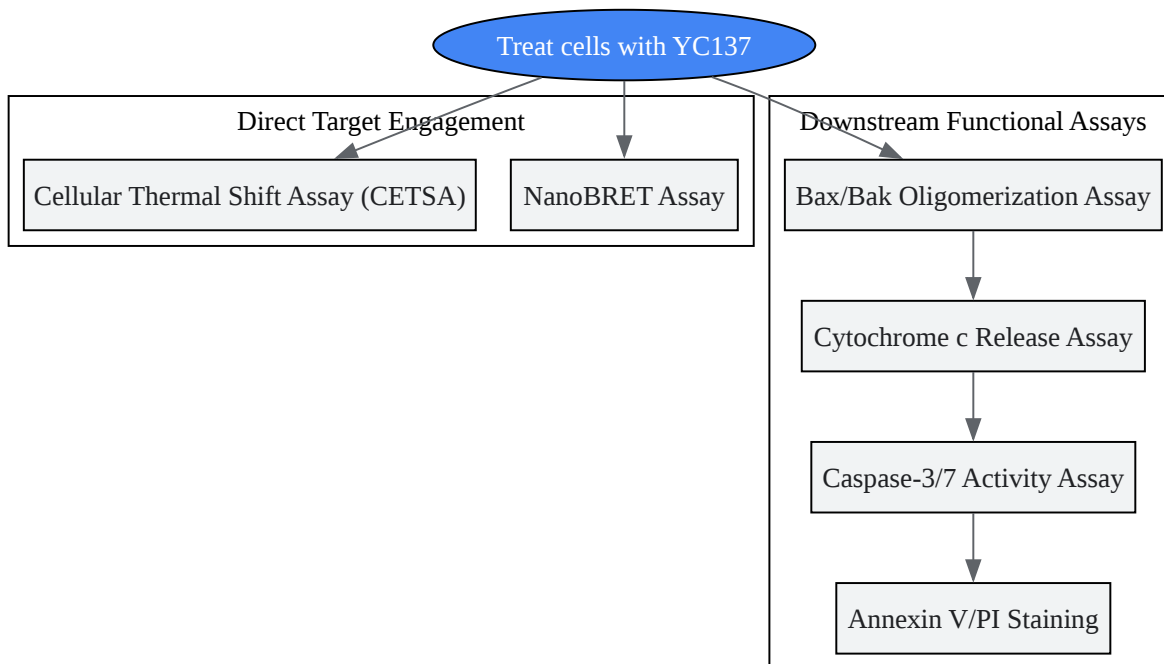 Treat cells with YC137
Direct Target Engagement
Downstream Functional Assays
Cellular Thermal Shift Assay (CETSA)
NanoBRET Assay
Bax/Bak Oligomerization Assay
Cytochrome c Release Assay
Caspase-3/7 Activity Assay
Annexin V/PI Staining